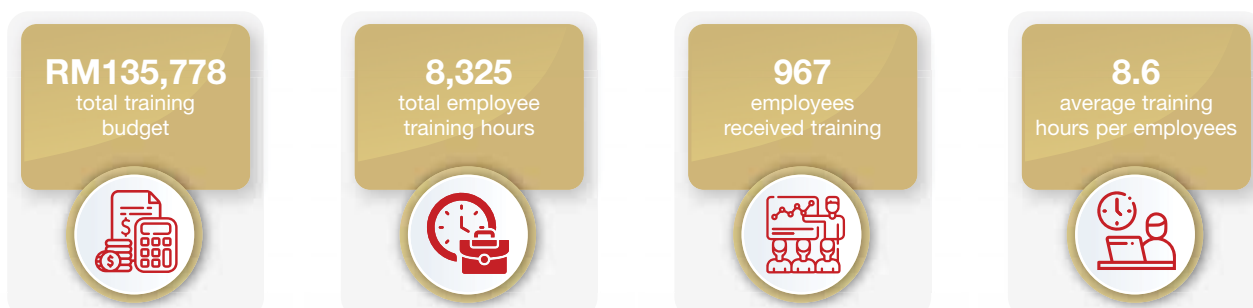 RM135,778
total training
budget
8,325
total employee
training hours
967
employees
received training
8.6
average training
hours per employees